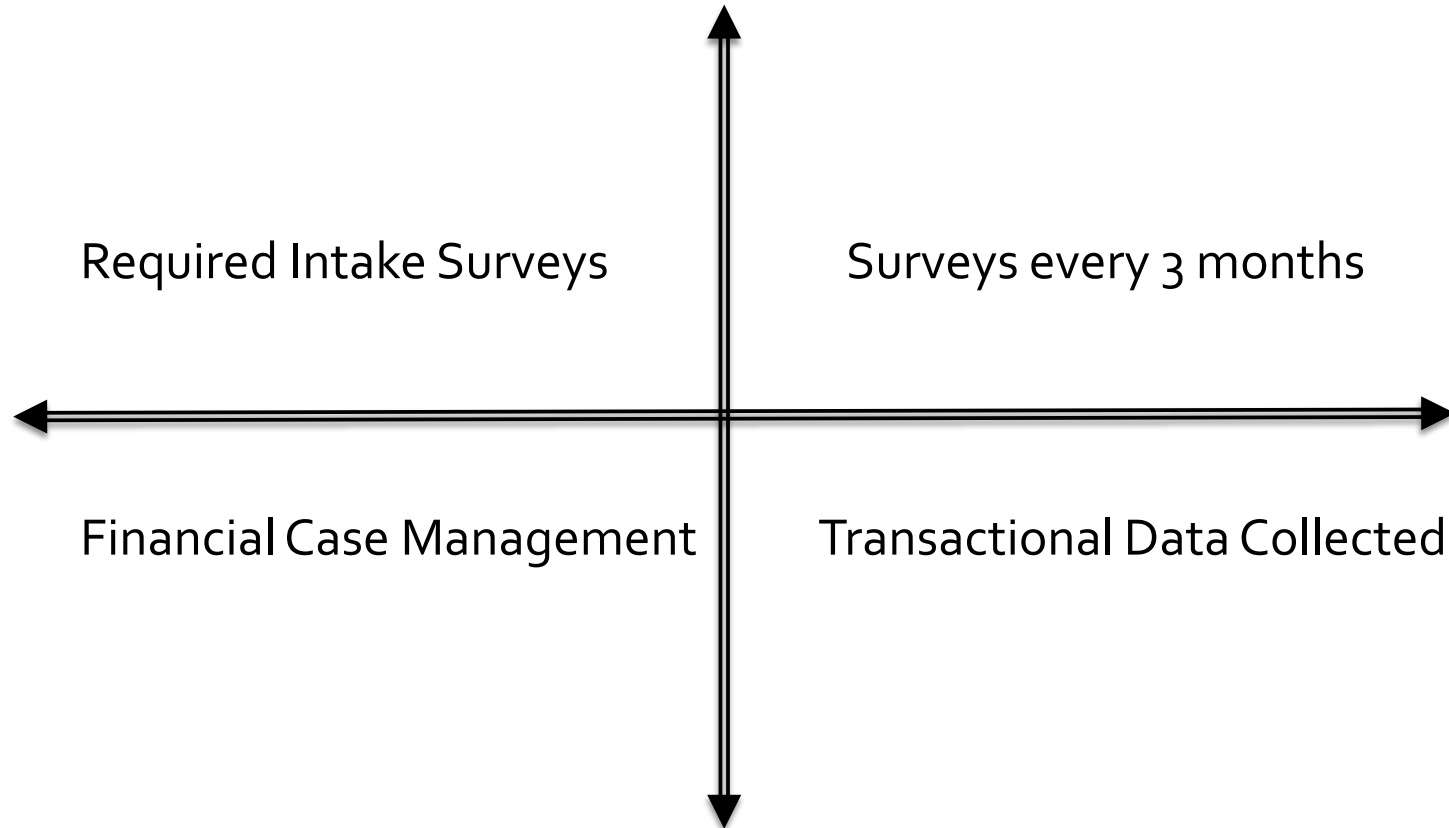 Required Intake Surveys
Surveys every 3 months
Financial Case Management
Transactional Data Collected